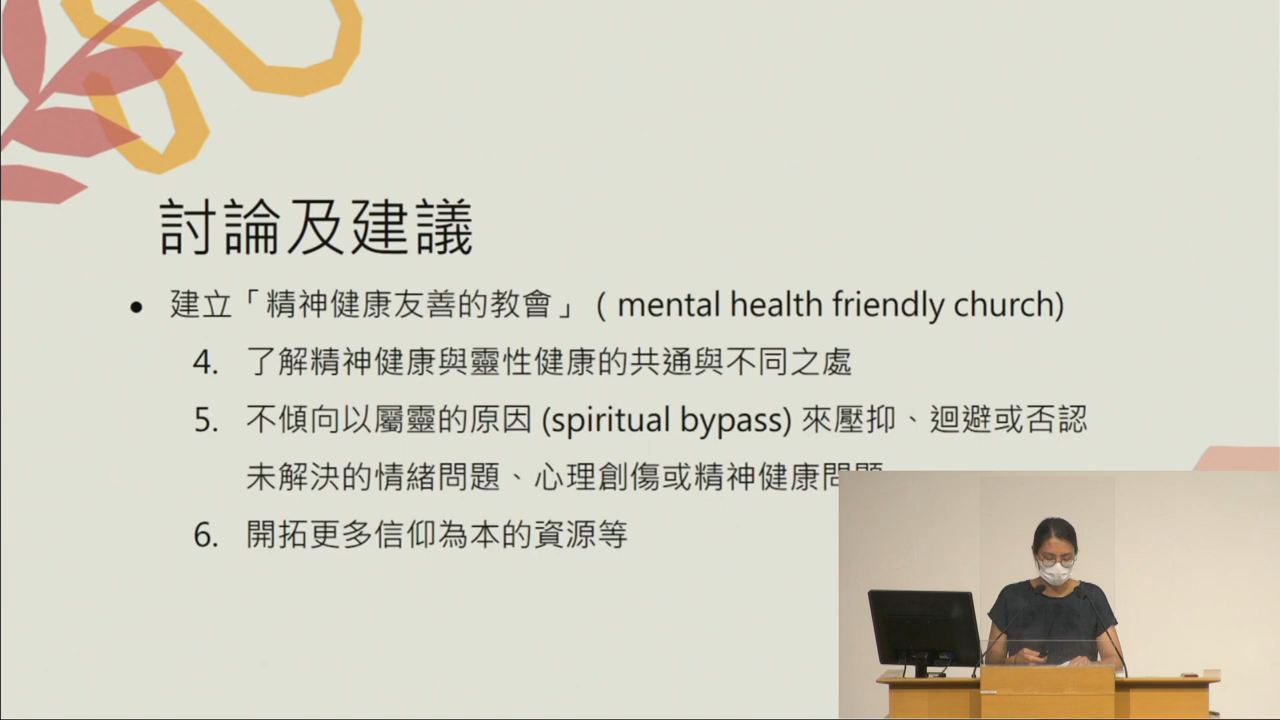 討論及建議
• 建立「精神健康友善的教會」( mental health friendly church)
4. 了解精神健康與靈性健康的共通與不同之處
5. 不傾向以屬靈的原因 (spiritual bypass) 來壓抑、迴避或否認
未解決的情緒問題、心理創傷或精神健康問題
6. 開拓更多信仰為本的資源等